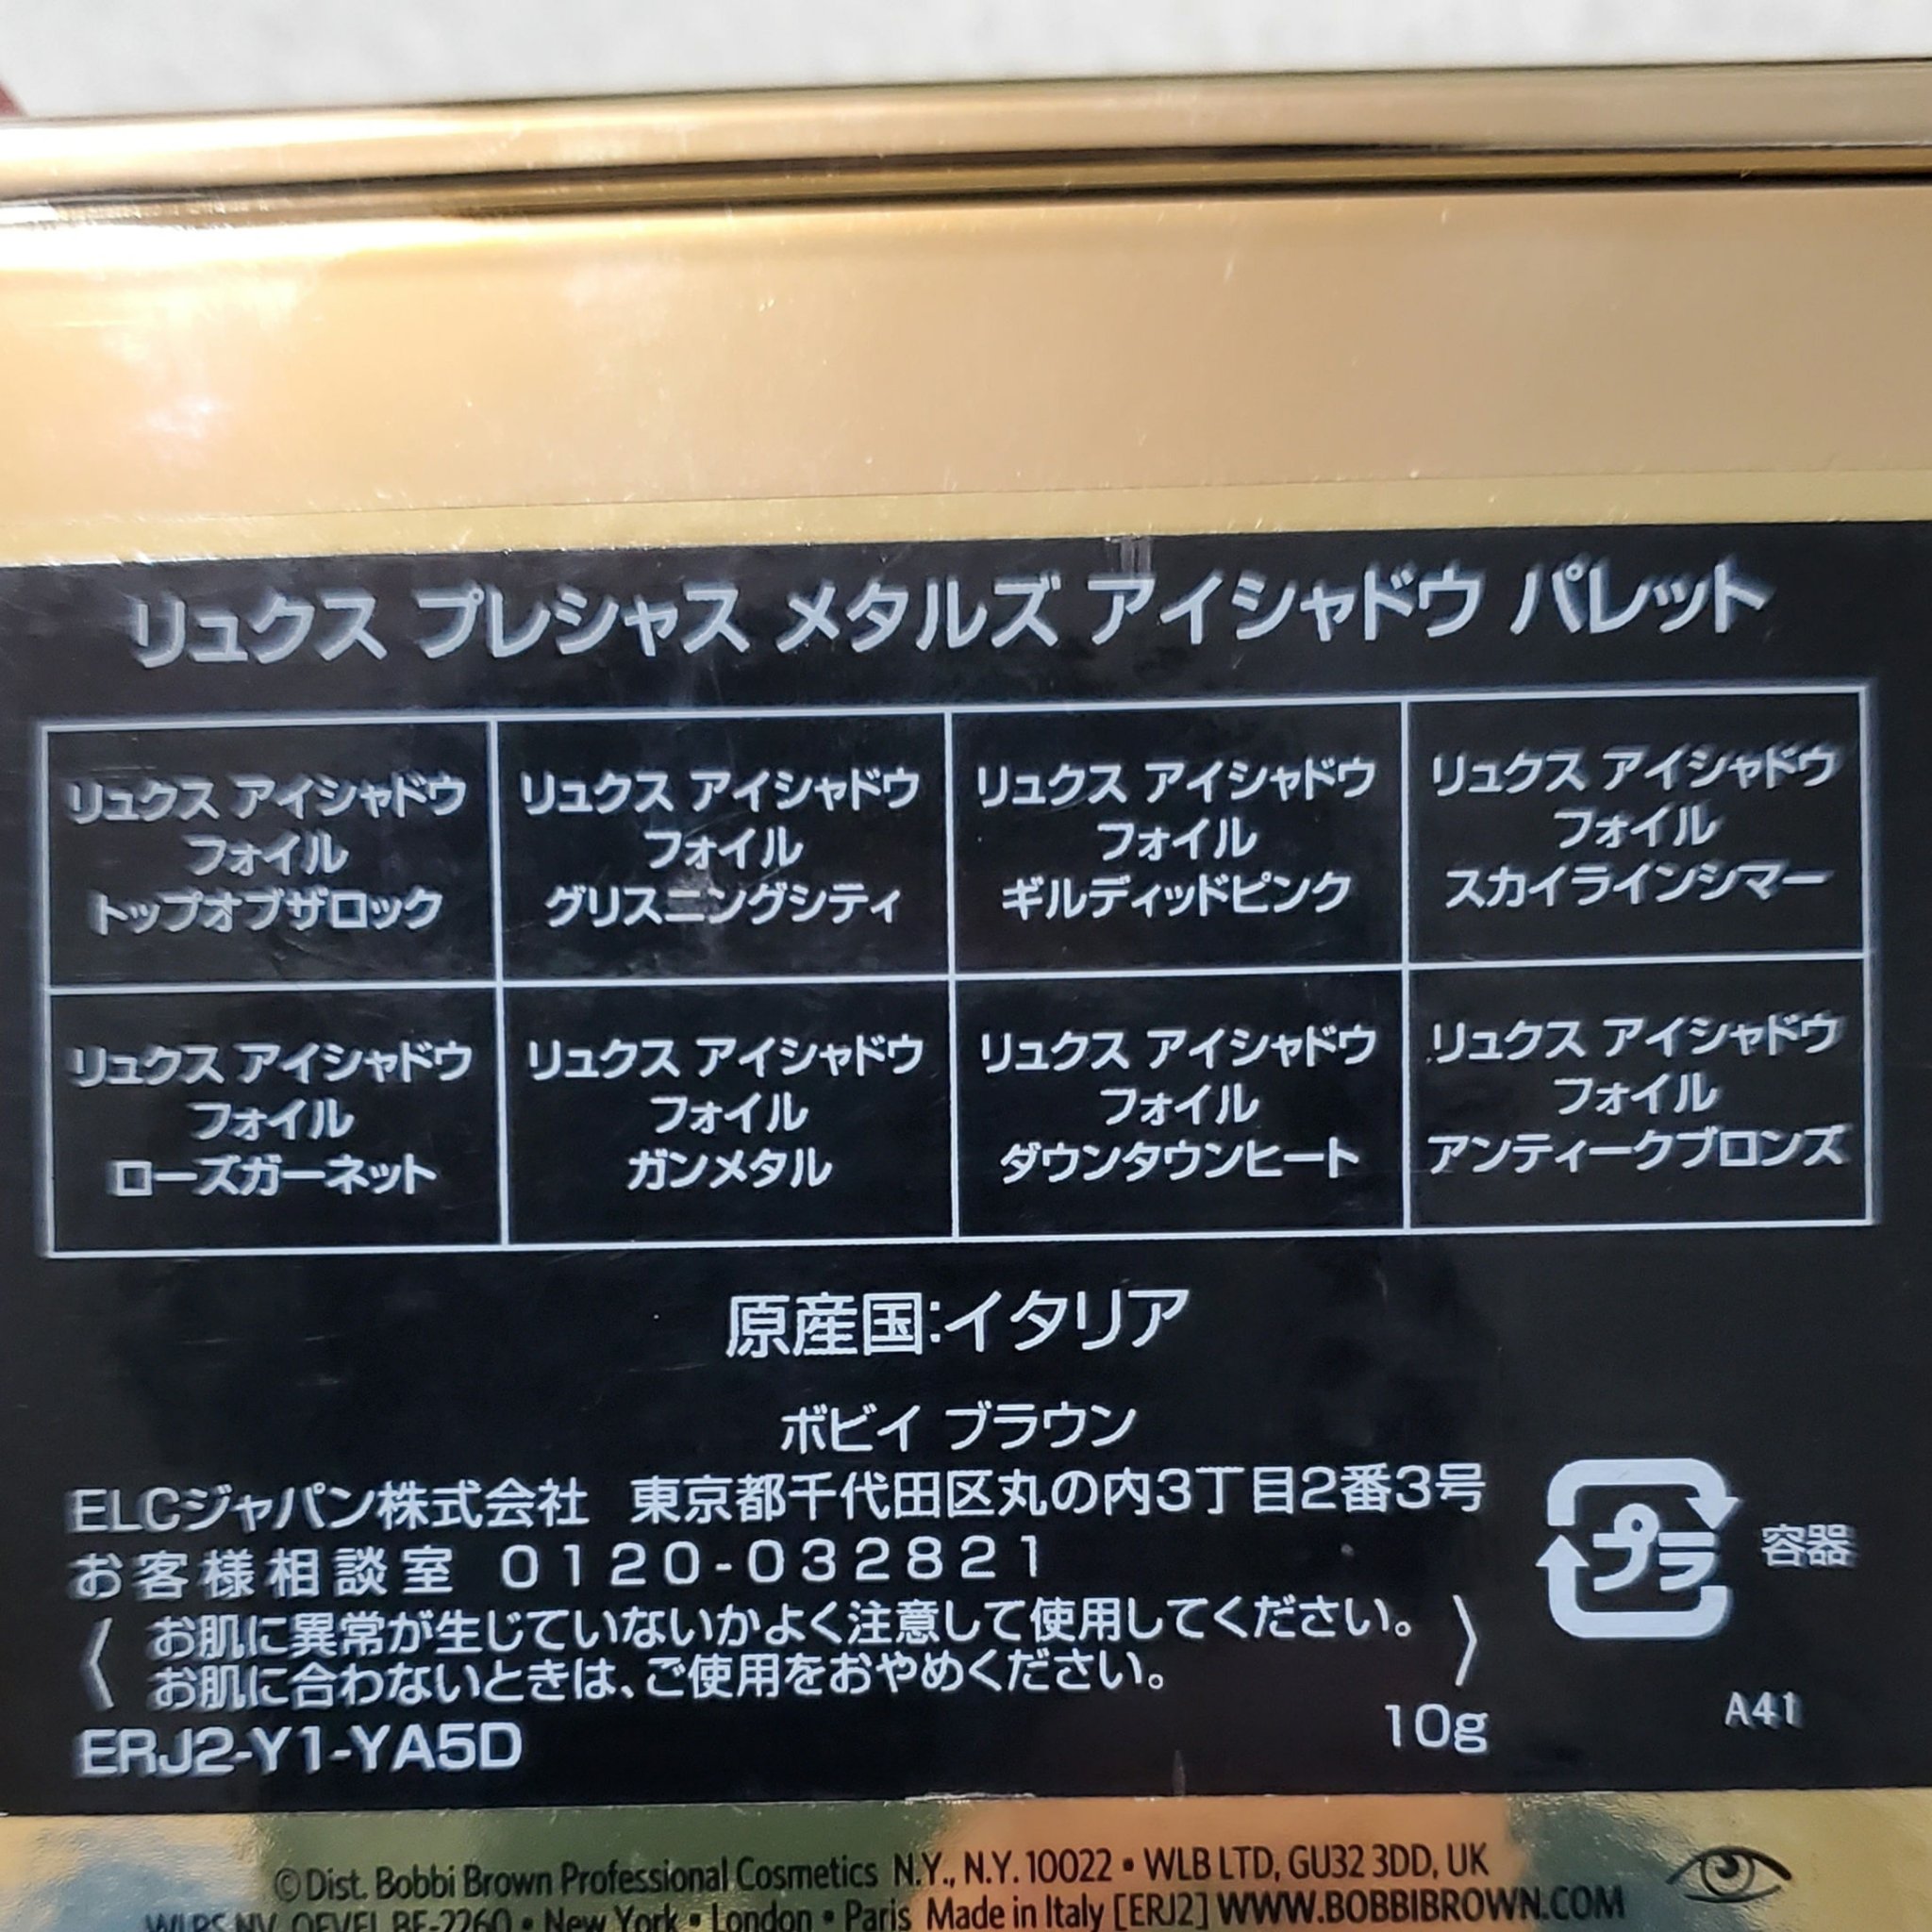 リュクス プレシャス メタルズ アイシャドウ パレット
リュクス アイシャドウ
フォイル
トップオブザロック
リュクス アイシャドウ
フォイル
グリスニングシティ
リュクス アイシャドウ
フォイル
ギルディッドピンク
リュクス アイシャドウ
フォイル
スカイラインシマー
リュクス アイシャドウ
フォイル
ローズガーネット
リュクス アイシャドウ
フォイル
ガンメタル
リュクス アイシャドウ
フォイル
ダウンタウンヒート
リュクス アイシャドウ
フォイル
アンティークブロンズ
原産国:イタリア
ボビイ ブラウン
ELCジャパン株式会社 東京都千代田区丸の内3丁目2番3号
お客様相談室 0120-032821
お肌に異常が生じていないかよく注意して使用してください。
お肌に合わないときは、ご使用をおやめください。
ERJ2-Y1-YA5D
10g
プラ
容器
A41
©Dist. Bobbi Brown Professional Cosmetics N.Y., N.Y. 10022 • WLB LTD, GU32 3DD, UK
BE-2260 • New York • London • Paris Made in Italy [ERJ2] WWW.BOBBIBROWN.COM